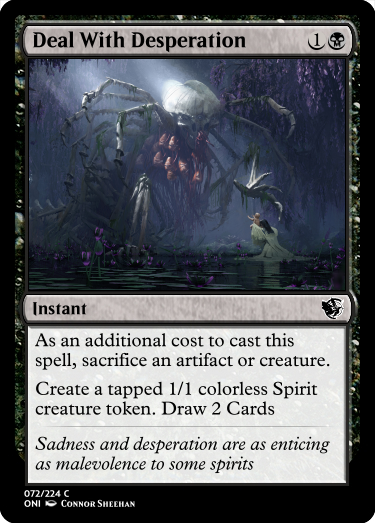 Deal With Desperation 1
Instant
As an additional cost to cast this
spell, sacrifice an artifact or creature.
Create a tapped 1/1 colorless Spirit
creature token. Draw 2 Cards
Sadness and desperation are as enticing
as malevolence to some spirits
072/224 C
ONI Connor Sheehan